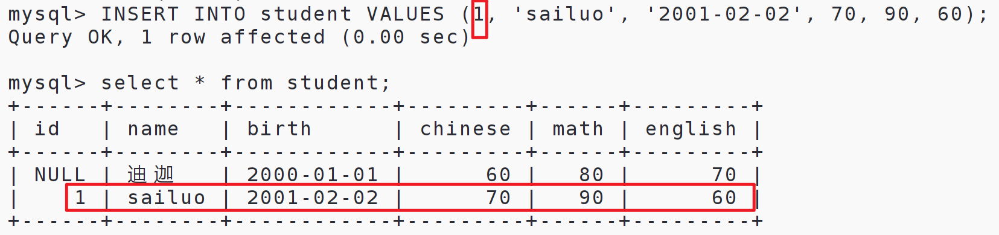 mysql> INSERT INTO student VALUES (1, 'sailuo', '2001-02-02', 70, 90, 60);
Query OK, 1 row affected (0.00 sec)
mysql> select * from student;
+------+--------+------------+---------+------+---------+
| id   | name   | birth      | chinese | math | english |
+------+--------+------------+---------+------+---------+
| NULL | 迪迦   | 2000-01-01 |      60 |   80 |      70 |
|    1 | sailuo | 2001-02-02 |      70 |   90 |      60 |
+------+--------+------------+---------+------+---------+